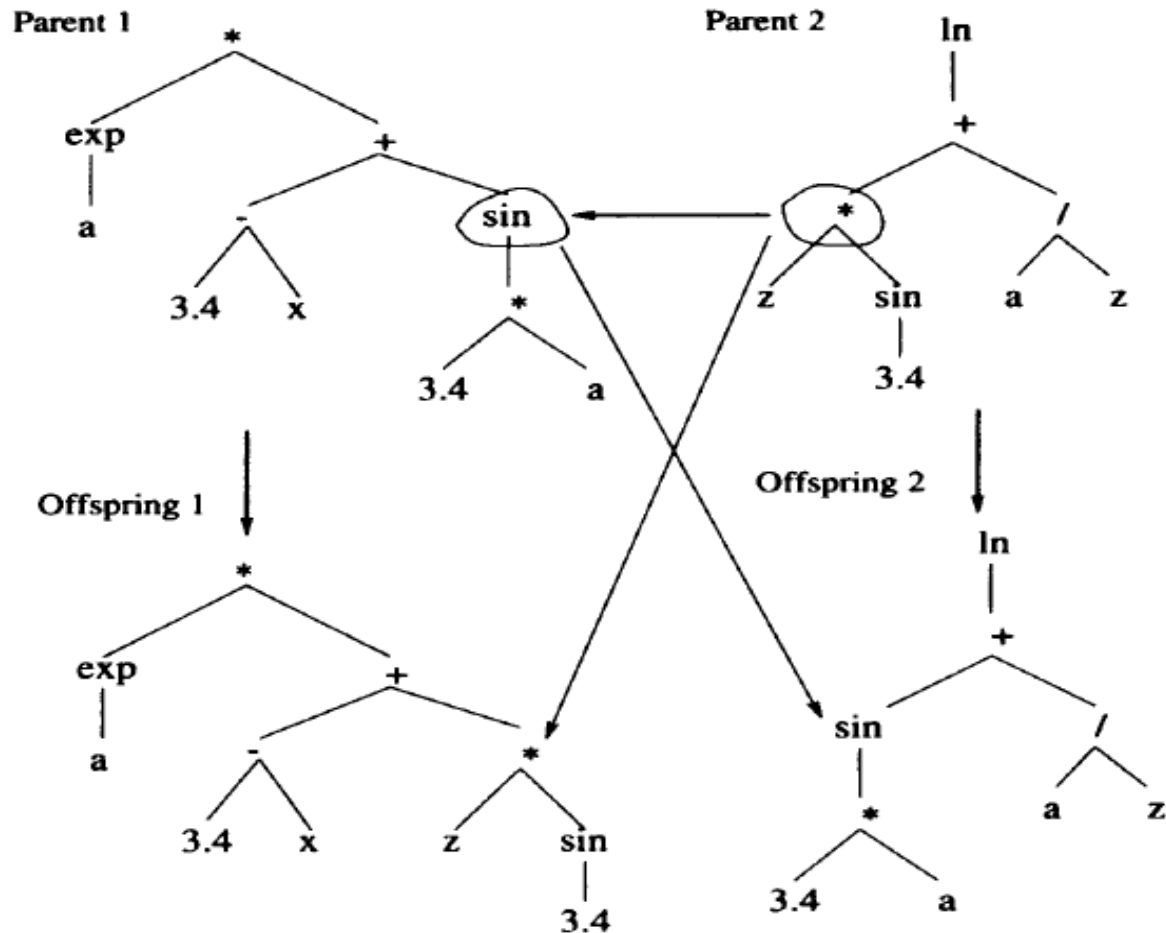 Parent 1
*
exp
+
a
-
sin
3.4
x
*
3.4
a
Parent 2
ln
+
*
/
z
sin
a
z
3.4
Offspring 1
*
exp
+
a
-
*
3.4
x
z
sin
3.4
Offspring 2
ln
+
sin
/
*
a
z
3.4
a